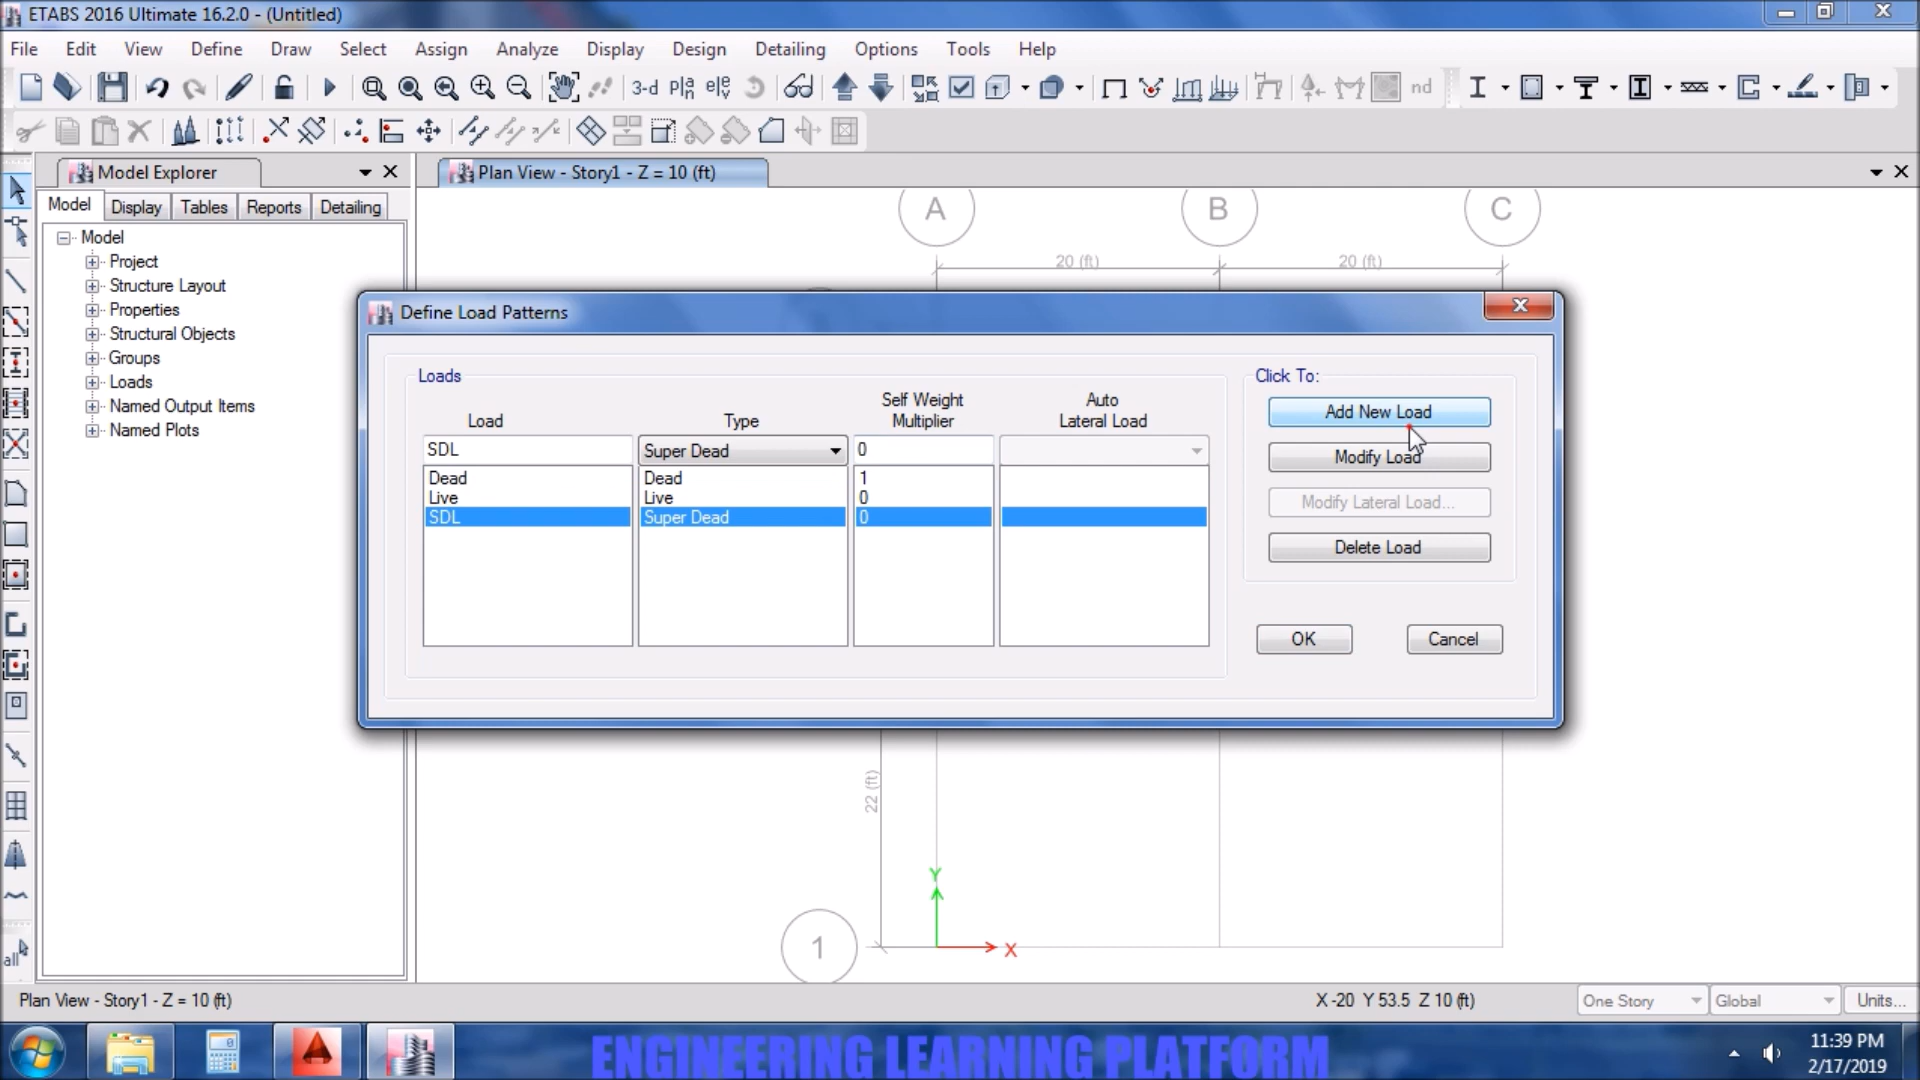 ETABS 2016 Ultimate 16.2.0 - (Untitled)
File Edit View Define Draw Select Assign Analyze Display Design Detailing Options Tools Help
3-d pla n ele v nd
Model Explorer
Plan View - Story1 - Z = 10 (ft)
Model Display Tables Reports Detailing
Model
Project
Structure Layout
Properties
Structural Objects
Groups
Loads
Named Output Items
Named Plots
A B C
20 (ft) 20 (ft)
Define Load Patterns
Loads
Click To:
Load Type Self Weight Multiplier Auto Lateral Load
SDL Super Dead 0
Dead Dead 1
Live Live 0
SDL Super Dead 0
Add New Load
Modify Load
Modify Lateral Load...
Delete Load
OK Cancel
22 (ft)
Y
X
1
all
Plan View - Story1 - Z = 10 (ft)
X -20 Y 53.5 Z 10 (ft)
One Story Global Units...
ENGINEERING LEARNING PLATFORM
11:39 PM
2/17/2019